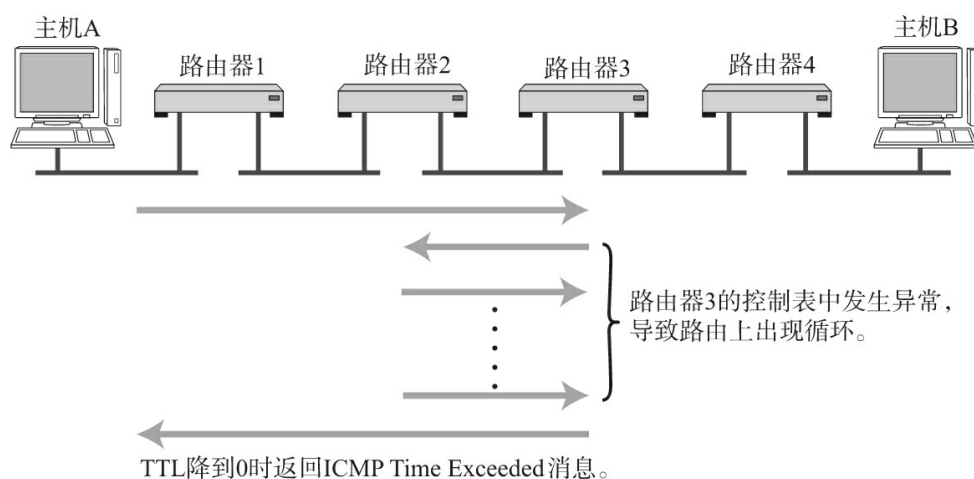 主机A
主机B
路由器1
路由器2
路由器3
路由器4
路由器3的控制表中发生异常，
导致路由上出现循环。
TTL降到0时返回ICMP Time Exceeded消息。